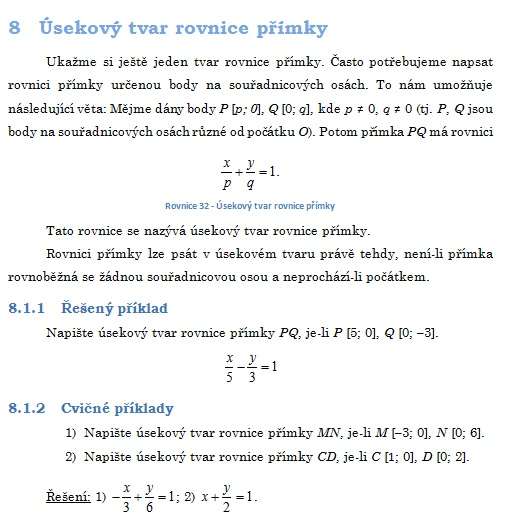 8 Úsekový tvar rovnice přímky
Ukažme si ještě jeden tvar rovnice přímky. Často potřebujeme napsat
rovnici přímky určenou body na souřadnicových osách. To nám umožňuje
následující věta: Mějme dány body P [p; 0], Q [0; q], kde p ≠ 0, q ≠ 0 (tj. P, Q jsou
body na souřadnicových osách různé od počátku O). Potom přímka PQ má rovnici
x/p + y/q = 1.
Rovnice 32 - Úsekový tvar rovnice přímky
Tato rovnice se nazývá úsekový tvar rovnice přímky.
Rovnici přímky lze psát v úsekovém tvaru právě tehdy, není-li přímka
rovnoběžná se žádnou souřadnicovou osou a neprochází-li počátkem.
8.1.1 Řešený příklad
Napište úsekový tvar rovnice přímky PQ, je-li P [5; 0], Q [0; –3].
x/5 − y/3 = 1
8.1.2 Cvičné příklady
1) Napište úsekový tvar rovnice přímky MN, je-li M [–3; 0], N [0; 6].
2) Napište úsekový tvar rovnice přímky CD, je-li C [1; 0], D [0; 2].
Řešení: 1) −x/3 + y/6 = 1; 2) x + y/2 = 1.